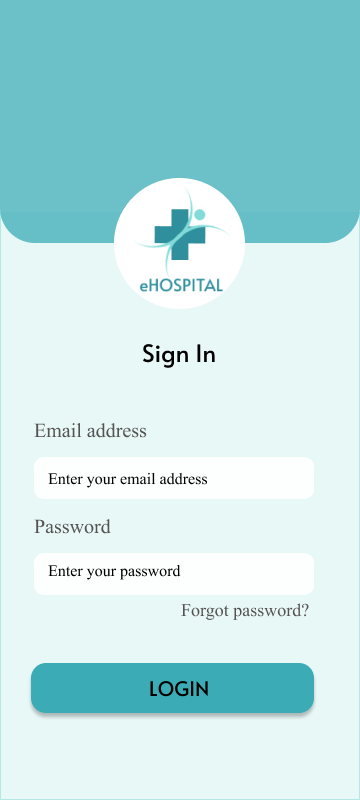 eHOSPITAL
Sign In
Email address
Enter your email address
Password
Enter your password
Forgot password?
LOGIN